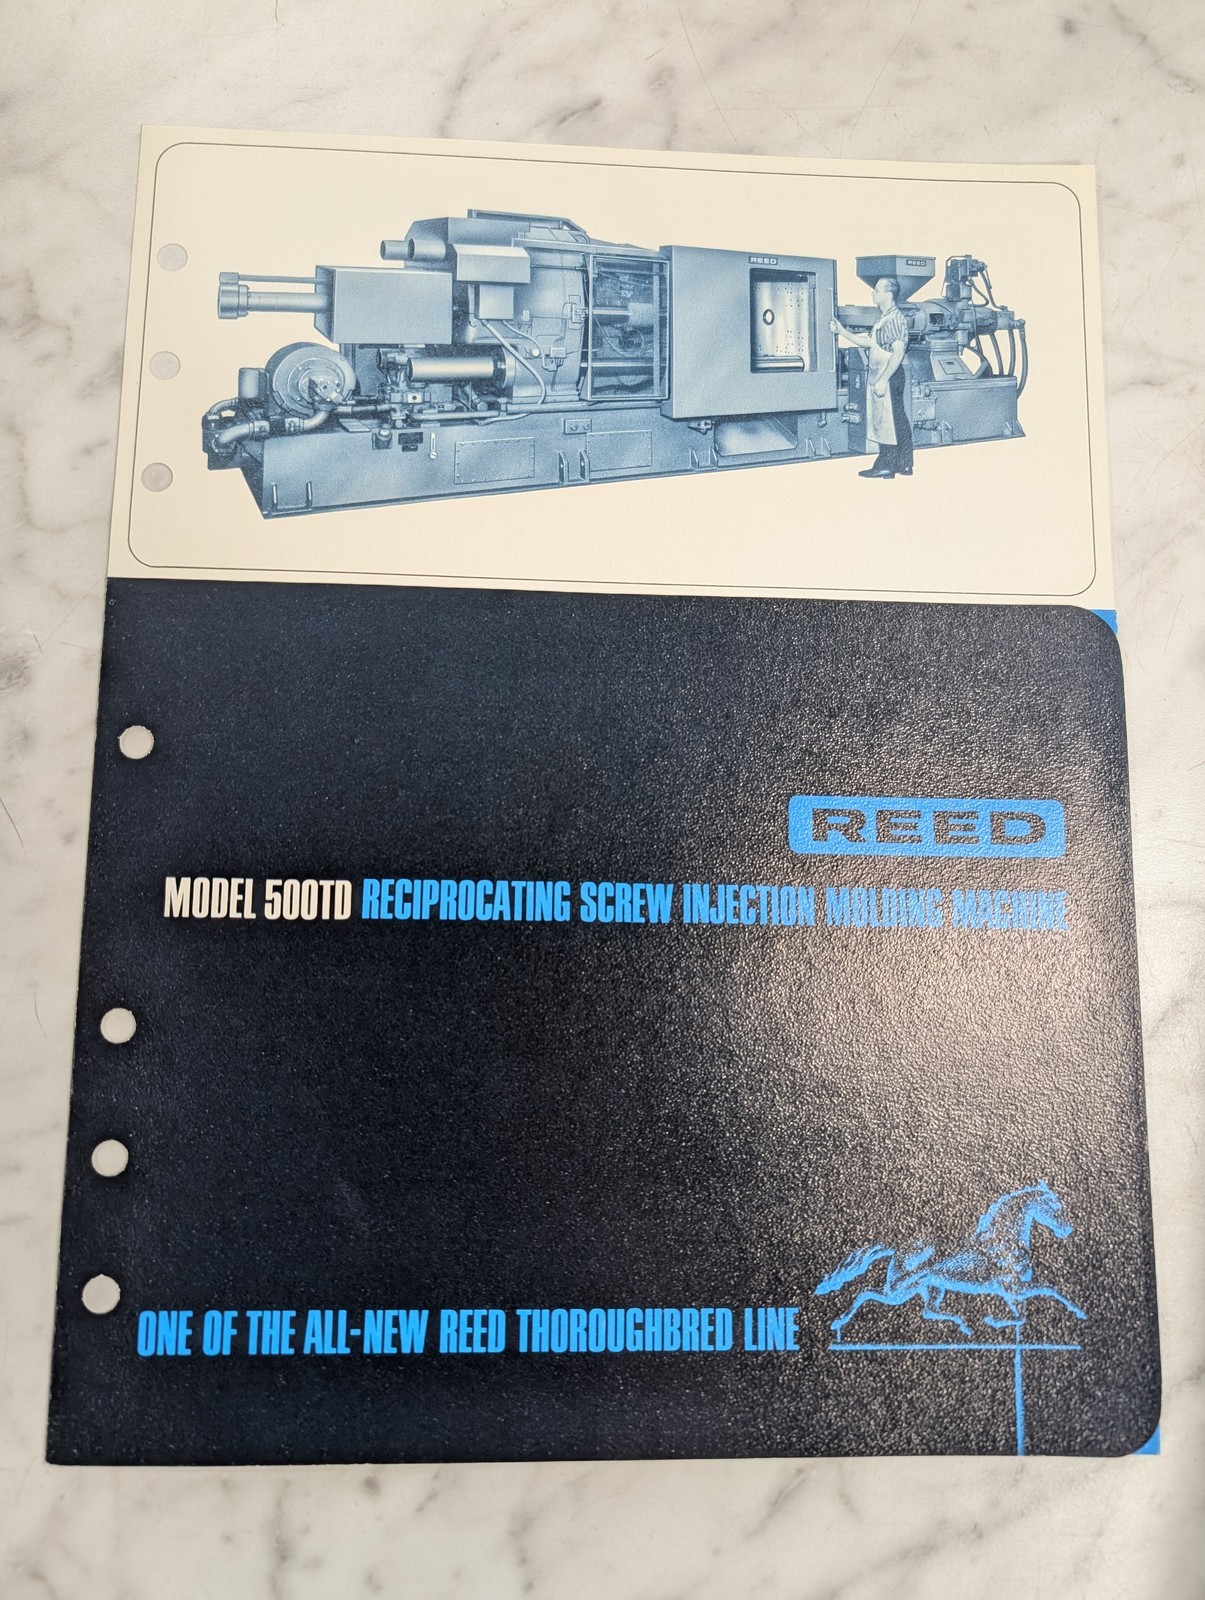 REED
REED
REED
MODEL 500TD RECIPROCATING SCREW INJECTION MOLDING MACHINE
ONE OF THE ALL-NEW REED THOROUGHBRED LINE